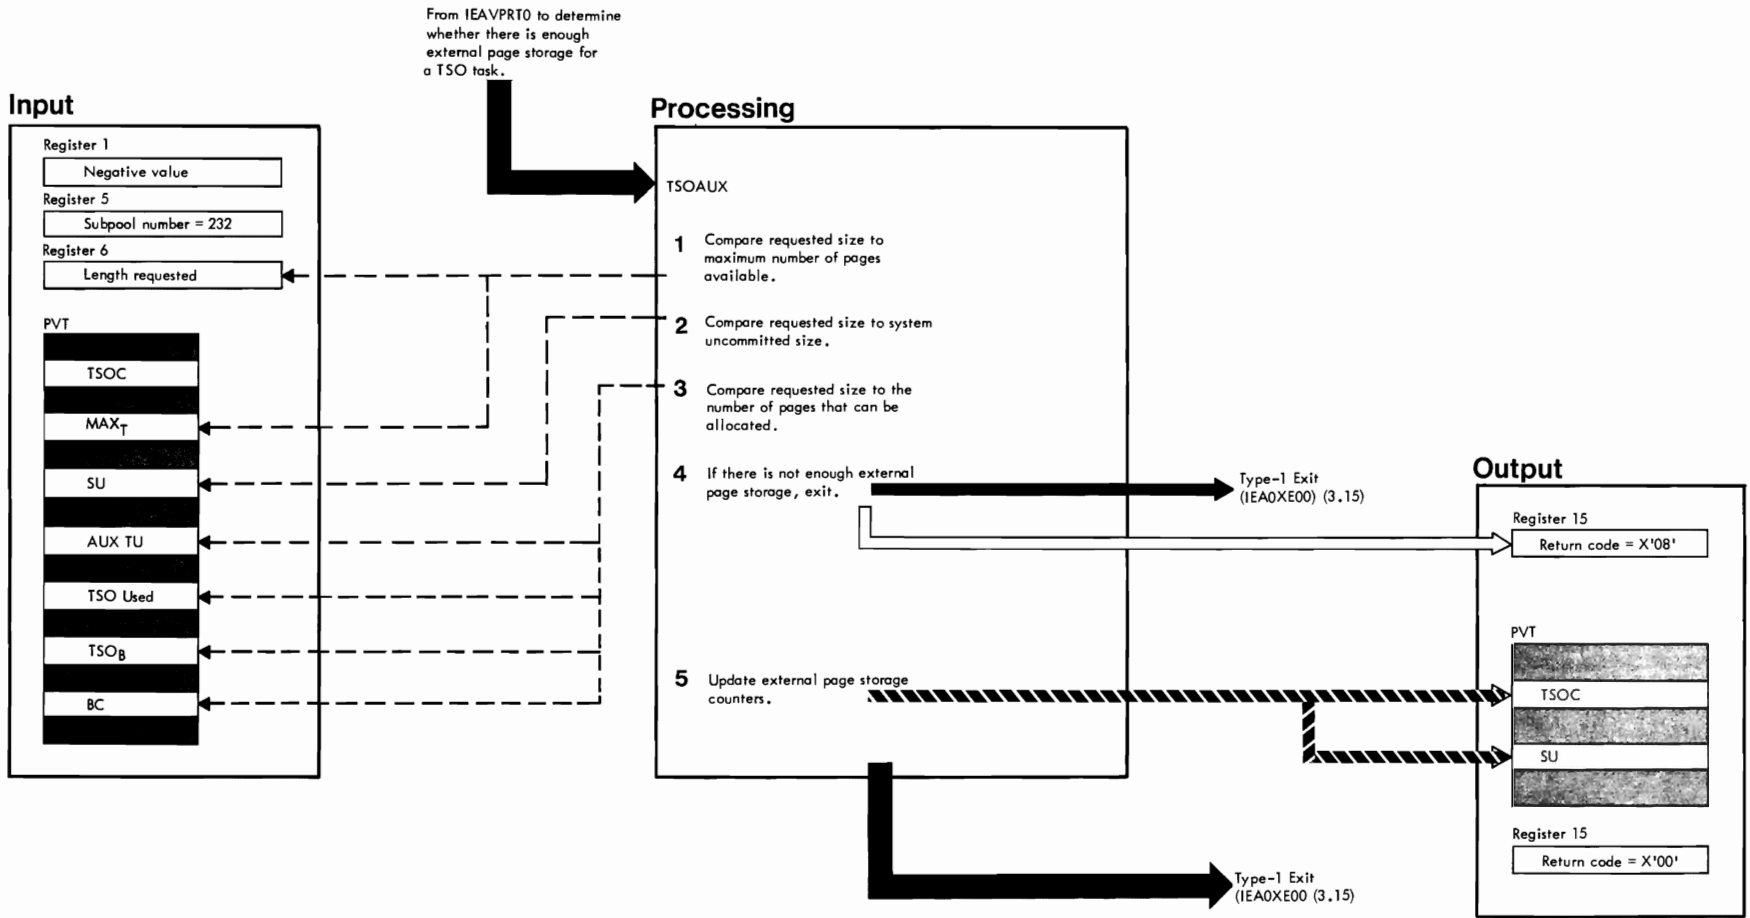 From IEAVPRT0 to determine
whether there is enough
external page storage for
a TSO task.
Input
Register 1
Negative value
Register 5
Subpool number = 232
Register 6
Length requested
PVT
TSOC
MAXT
SU
AUX TU
TSO Used
TSOB
BC
Processing
TSOAUX
1 Compare requested size to
maximum number of pages
available.
2 Compare requested size to system
uncommitted size.
3 Compare requested size to the
number of pages that can be
allocated.
4 If there is not enough external
page storage, exit.
Type-1 Exit
(IEA0XE00) (3.15)
5 Update external page storage
counters.
Type-1 Exit
(IEA0XE00 (3.15)
Output
Register 15
Return code = X'08'
PVT
TSOC
SU
Register 15
Return code = X'00'